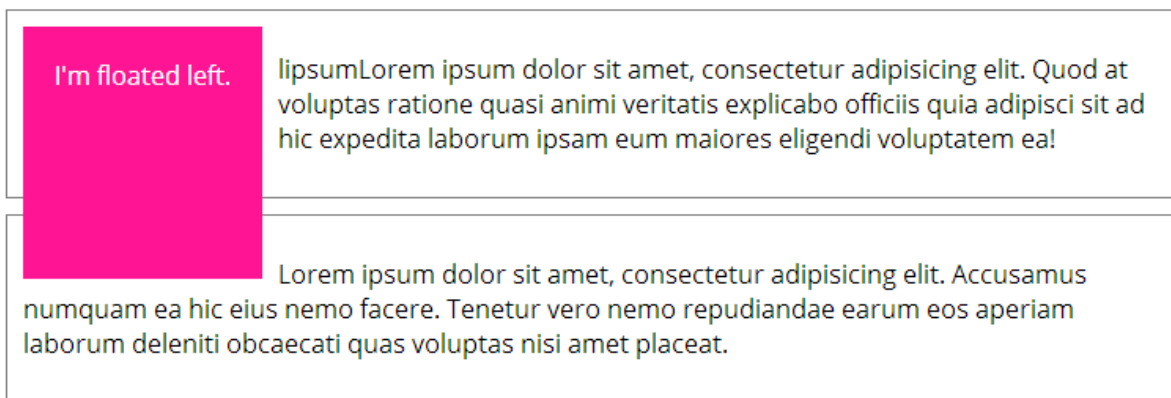 I'm floated left.
lipsumLorem ipsum dolor sit amet, consectetur adipisicing elit. Quod at
voluptas ratione quasi animi veritatis explicabo officiis quia adipisci sit ad
hic expedita laborum ipsam eum maiores eligendi voluptatem ea!
Lorem ipsum dolor sit amet, consectetur adipisicing elit. Accusamus
numquam ea hic eius nemo facere. Tenetur vero nemo repudiandae earum eos aperiam
laborum deleniti obcaecati quas voluptas nisi amet placeat.